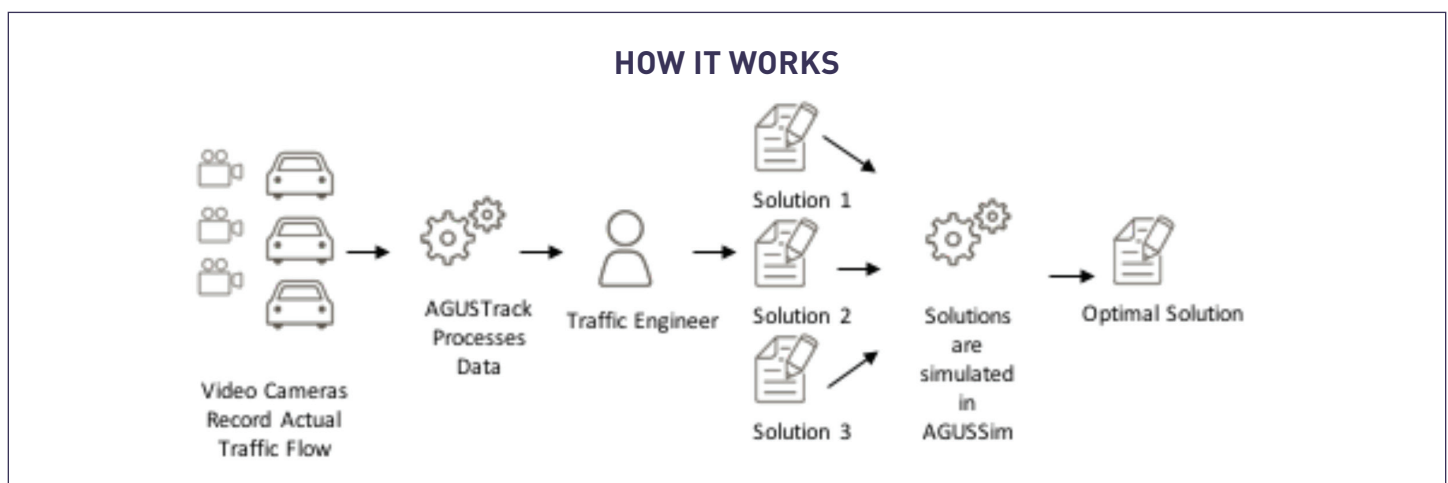 HOW IT WORKS
Video Cameras
Record Actual
Traffic Flow
AGUSTrack
Processes
Data
Traffic Engineer
Solution 1
Solution 2
Solution 3
Solutions
are
simulated
in
AGUSSim
Optimal Solution